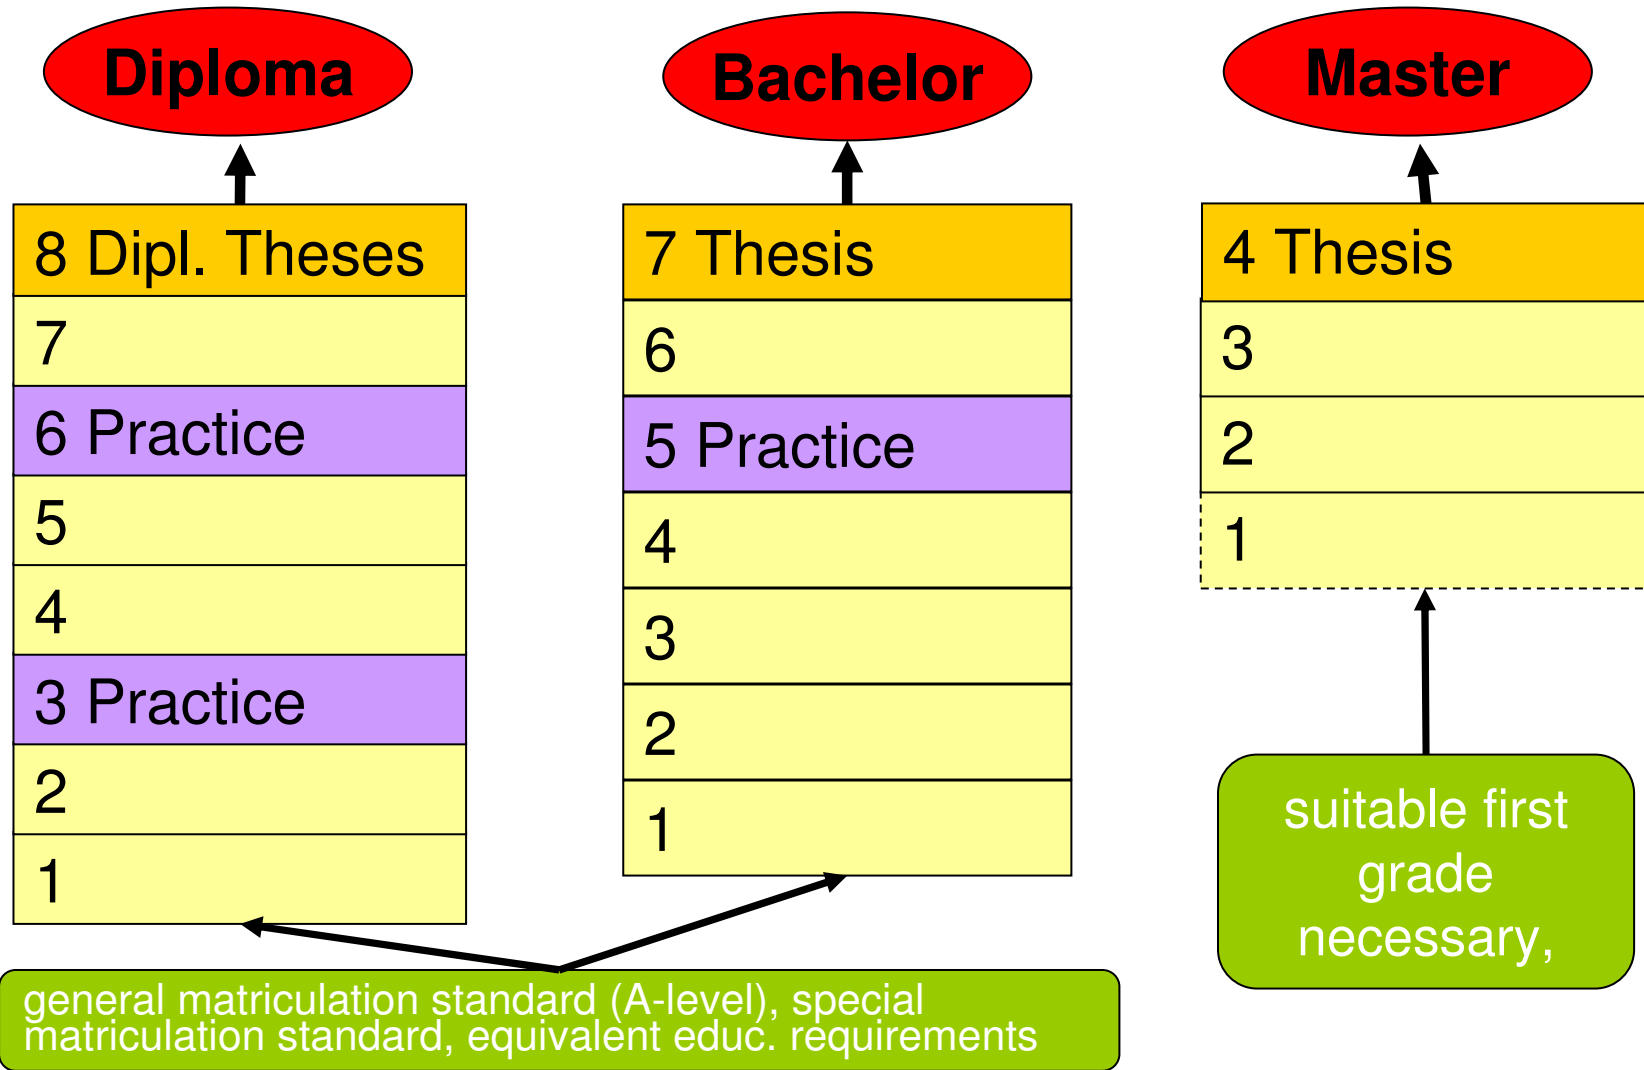 Diploma
Bachelor
Master
8 Dipl. Theses
7
6 Practice
5
4
3 Practice
2
1
7 Thesis
6
5 Practice
4
3
2
1
4 Thesis
3
2
1
suitable first
grade
necessary,
general matriculation standard (A-level), special
matriculation standard, equivalent educ. requirements